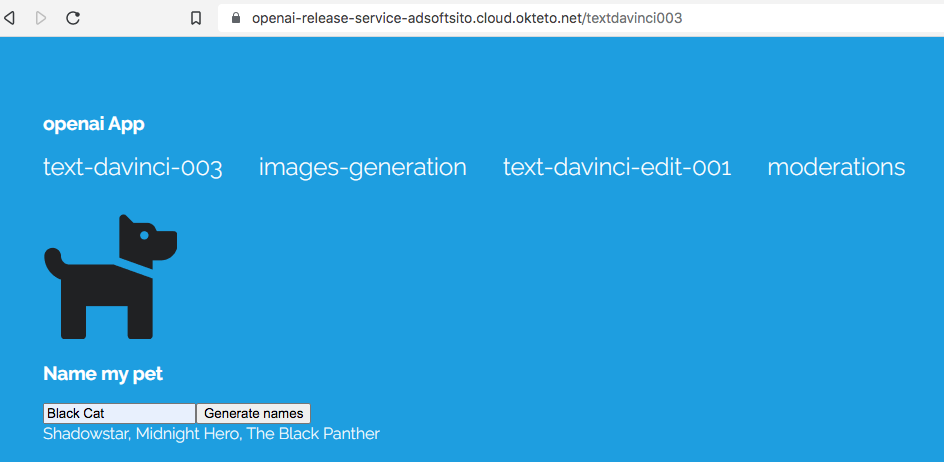 openai-release-service-adsoftsito.cloud.okteto.net/textdavinci003
openai App
text-davinci-003 images-generation text-davinci-edit-001 moderations
Name my pet
Black Cat Generate names
Shadowstar, Midnight Hero, The Black Panther